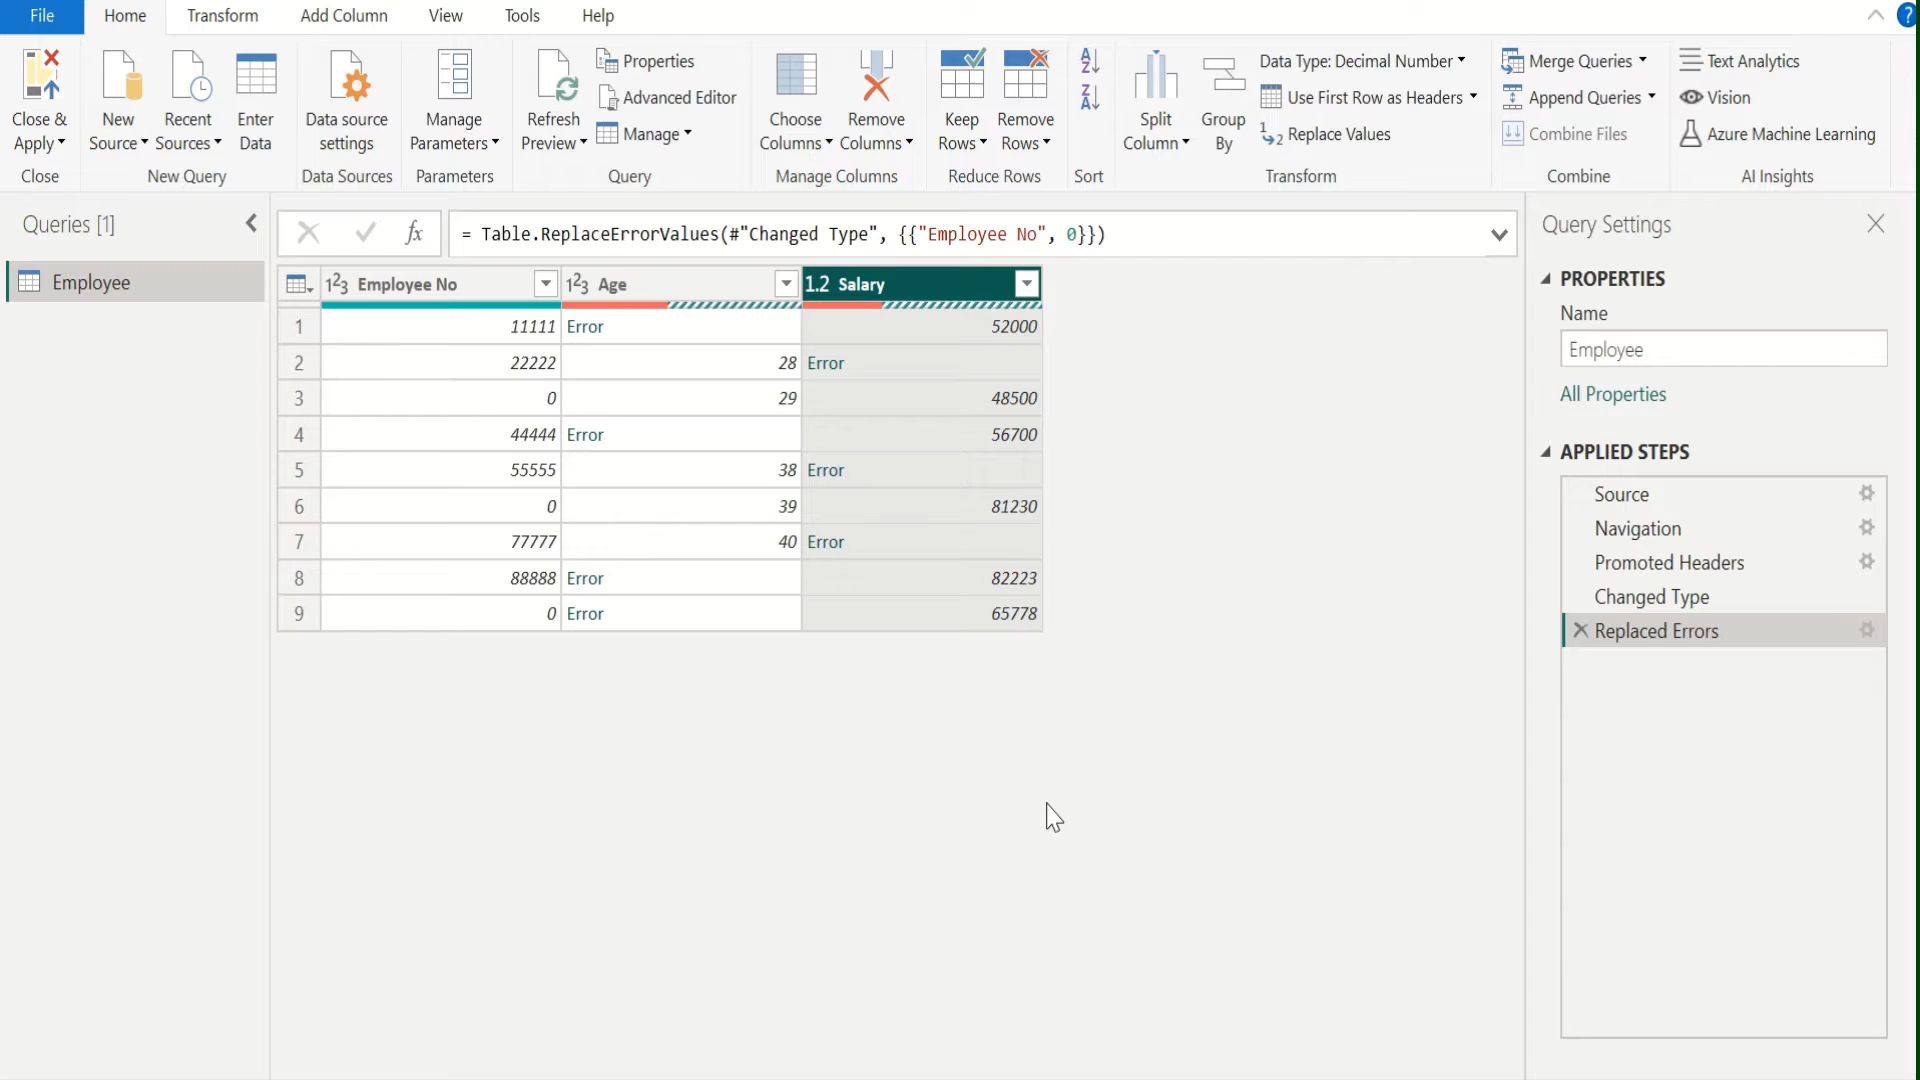 File Home Transform Add Column View Tools Help ?
Close & Apply
New Source
Recent Sources
Enter Data
Data source settings
Manage Parameters
Refresh Preview
Properties
Advanced Editor
Manage
Choose Columns
Remove Columns
Keep Rows
Remove Rows
A Z
Z A
Split Column
Group By
Data Type: Decimal Number
Use First Row as Headers
1 2 Replace Values
Merge Queries
Append Queries
Combine Files
Text Analytics
Vision
Azure Machine Learning
Close New Query Data Sources Parameters Query Manage Columns Reduce Rows Sort Transform Combine AI Insights
Queries [1]
Employee
fx = Table.ReplaceErrorValues(#"Changed Type", {{"Employee No", 0}})
123 Employee No 123 Age 1.2 Salary
1 11111 Error 52000
2 22222 28 Error
3 0 29 48500
4 44444 Error 56700
5 55555 38 Error
6 0 39 81230
7 77777 40 Error
8 88888 Error 82223
9 0 Error 65778
Query Settings
PROPERTIES
Name
Employee
All Properties
APPLIED STEPS
Source
Navigation
Promoted Headers
Changed Type
Replaced Errors